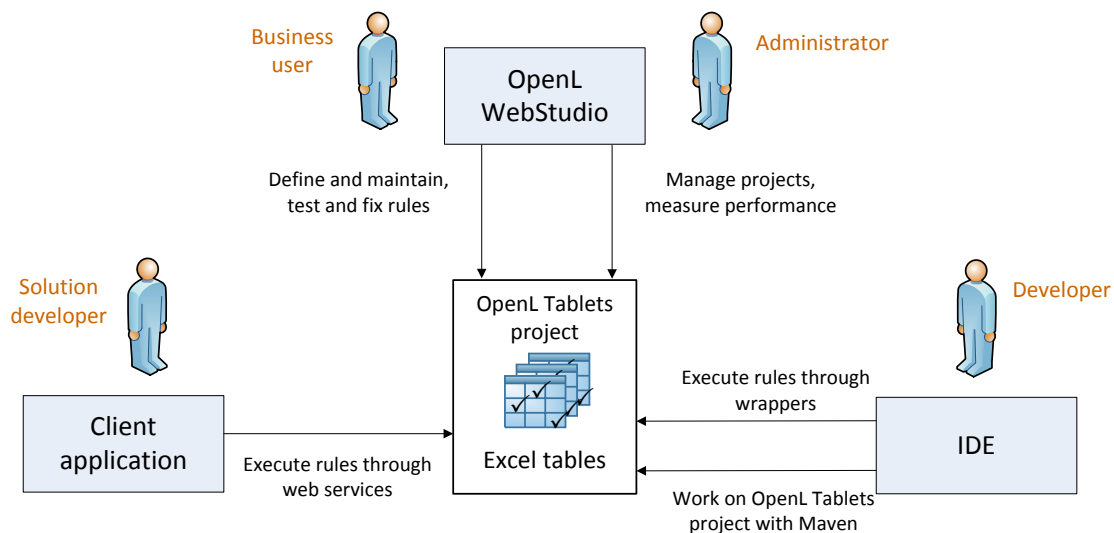 Business
user
Administrator
OpenL
WebStudio
Define and maintain,
test and fix rules
Manage projects,
measure performance
Solution
developer
Developer
OpenL Tablets
project
Excel tables
Client
application
Execute rules through
web services
Execute rules through
wrappers
IDE
Work on OpenL Tablets
project with Maven